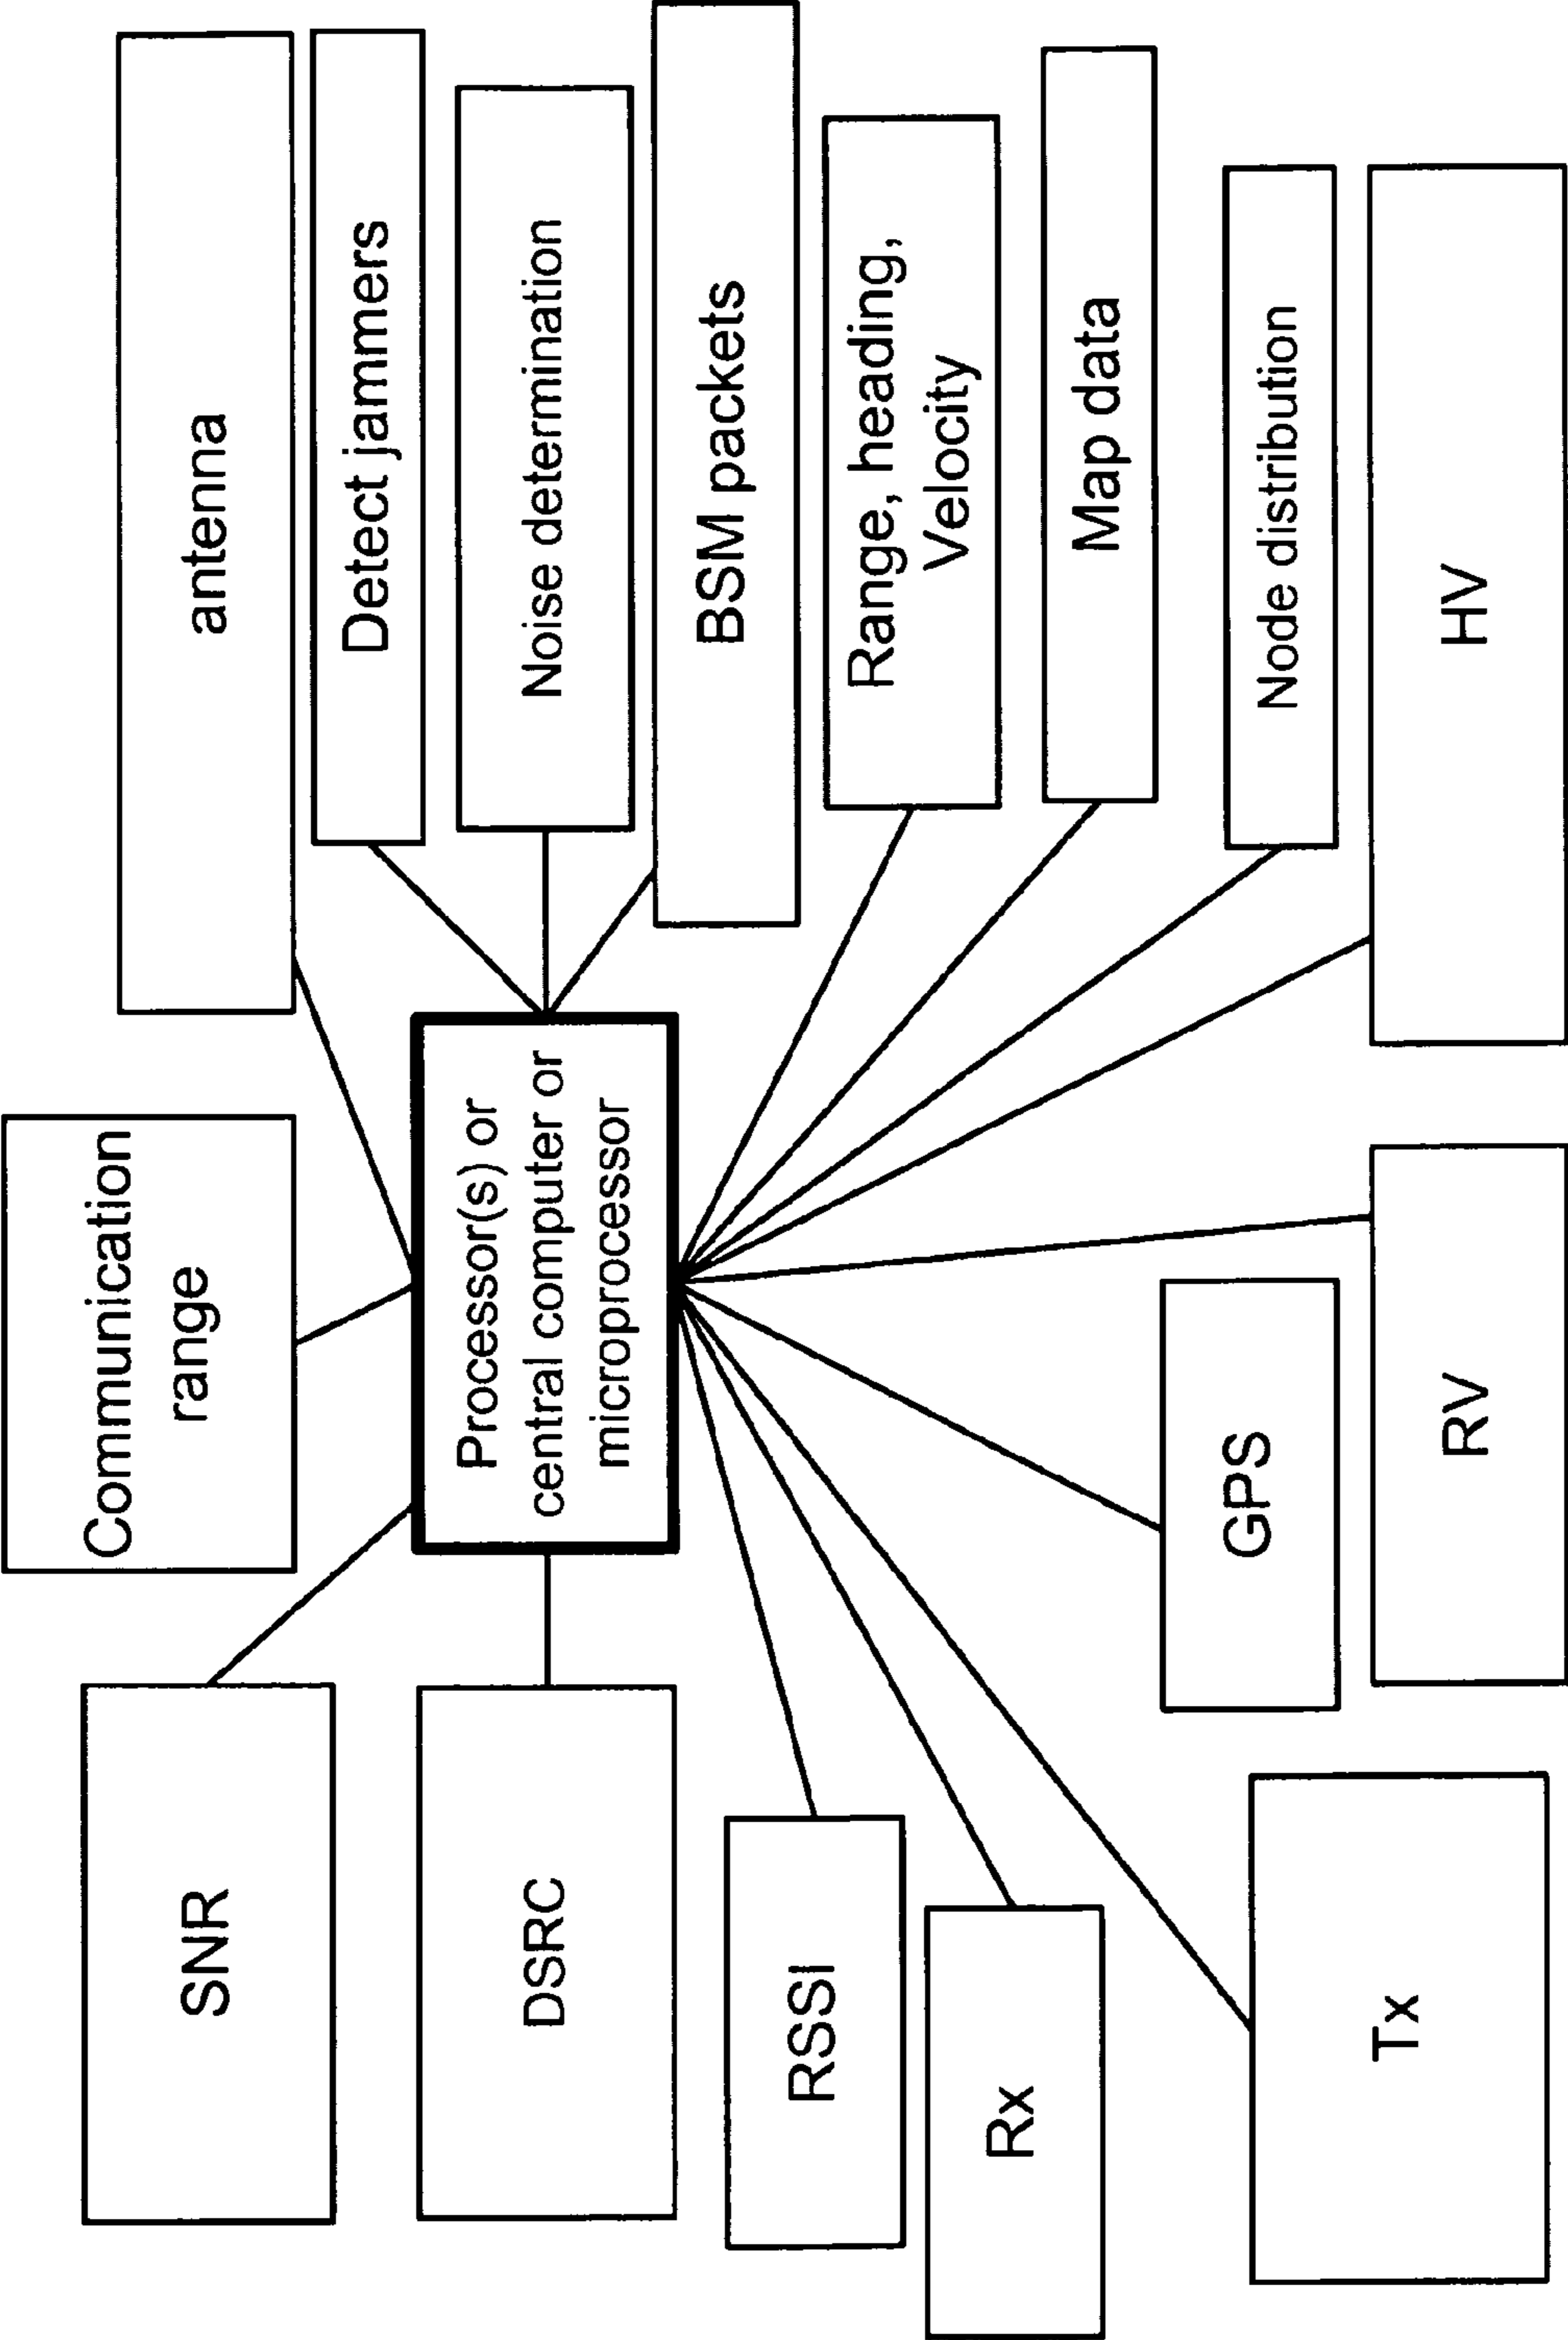 Communication
range
antenna
SNR
Detect jammers
Processor(s) or
central computer or
microprocessor
Noise determination
DSRC
BSM packets
RSSI
Range, heading,
Velocity
Rx
Map data
GPS
Node distribution
Tx
RV
HV